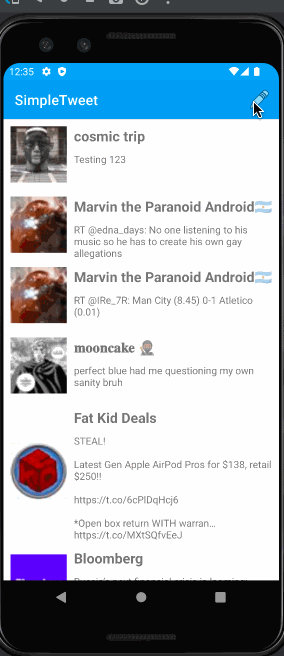 12:35
SimpleTweet
cosmic trip
Testing 123
Marvin the Paranoid Android🇦🇷
RT @edna_days: No one listening to his
music so he has to create his own gay
allegations
Marvin the Paranoid Android🇦🇷
RT @IRe_7R: Man City (8.45) 0-1 Atletico
(0.01)
𝐦𝐨𝐨𝐧𝐜𝐚𝐤𝐞
perfect blue had me questioning my own
sanity bruh
Fat Kid Deals
STEAL!
Latest Gen Apple AirPod Pros for $138, retail
$250!!
https://t.co/6cPlDqHcj6
*Open box return WITH warran…
https://t.co/MXtSQfvEeJ
Bloomberg